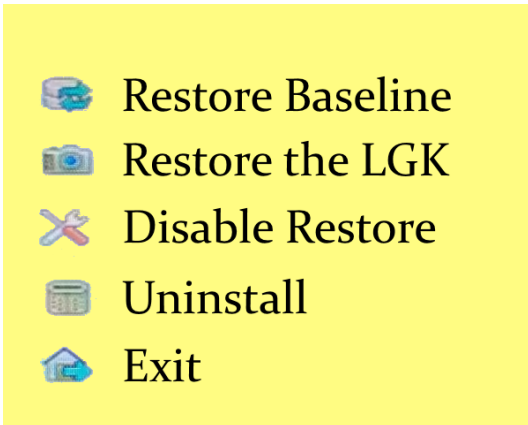 Restore Baseline
Restore the LGK
Disable Restore
Uninstall
Exit